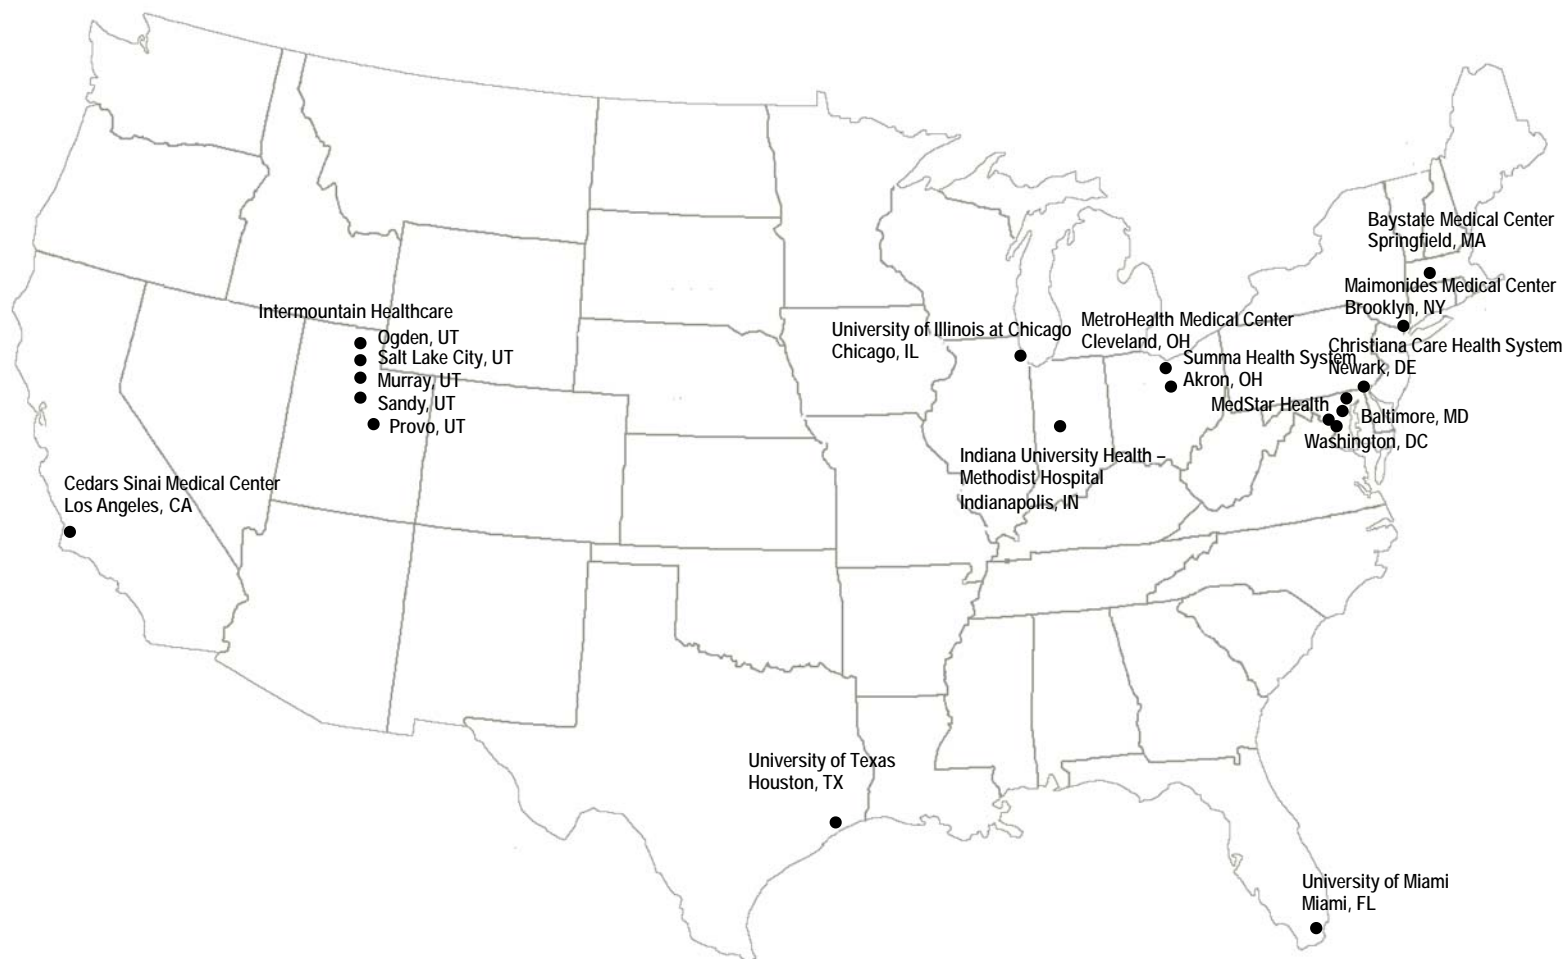 Baystate Medical Center
Springfield, MA
Maimonides Medical Center
Brooklyn, NY
Intermountain Healthcare
Ogden, UT
Salt Lake City, UT
Murray, UT
Sandy, UT
Provo, UT
University of Illinois at Chicago
Chicago, IL
MetroHealth Medical Center
Cleveland, OH
Summa Health System
Akron, OH
Christiana Care Health System
Newark, DE
MedStar Health
Baltimore, MD
Washington, DC
Indiana University Health –
Methodist Hospital
Indianapolis, IN
Cedars Sinai Medical Center
Los Angeles, CA
University of Texas
Houston, TX
University of Miami
Miami, FL